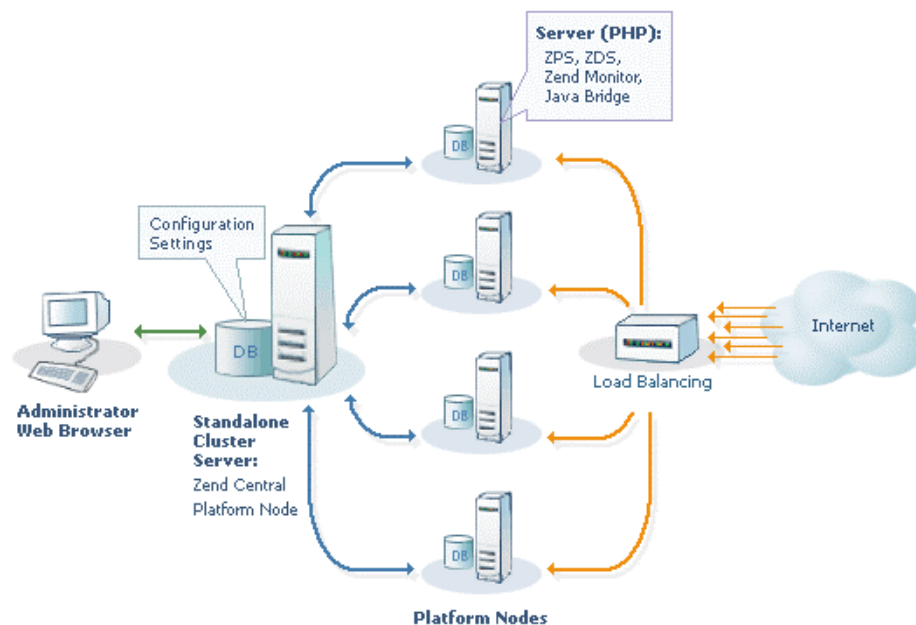 Server (PHP):
ZPS, ZDS,
Zend Monitor,
Java Bridge
DB
Configuration
Settings
DB
DB
Internet
Load Balancing
Administrator
Web Browser
Standalone
Cluster
Server:
Zend Central
Platform Node
DB
DB
Platform Nodes